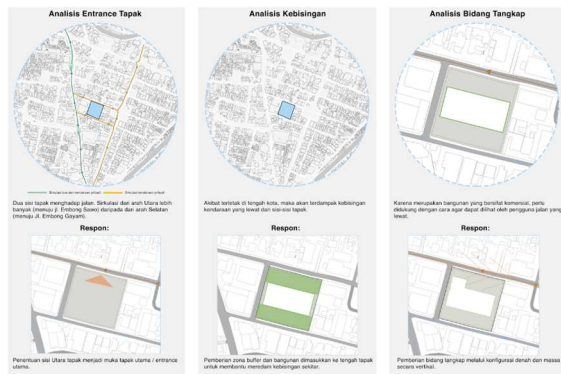 Analisis Entrance Tapak
Dua sisi tapak menghadap jalan. Sirkulasi dari arah Utara lebih
banyak (menuju jl. Embong Sawo) daripada dari arah Selatan
(menuju Jl. Embong Gayam).
Respon:
Penentuan sisi Utara tapak menjadi muka tapak utama / entrance
utama.
Analisis Kebisingan
Akibat terletak di tengah kota, maka akan terdampak kebisingan
kendaraan yang lewat dari sisi-sisi tapak.
Respon:
Pemberian zona buffer dan bangunan dimasukkan ke tengah tapak
untuk membantu meredam kebisingan sekitar.
Analisis Bidang Tangkap
Karena merupakan bangunan yang bersifat komersial, perlu
didukung dengan cara agar dapat dilihat oleh pengguna jalan yang
lewat.
Respon:
Pemberian bidang tangkap melalui konfigurasi denah dan massa
secara vertikal.